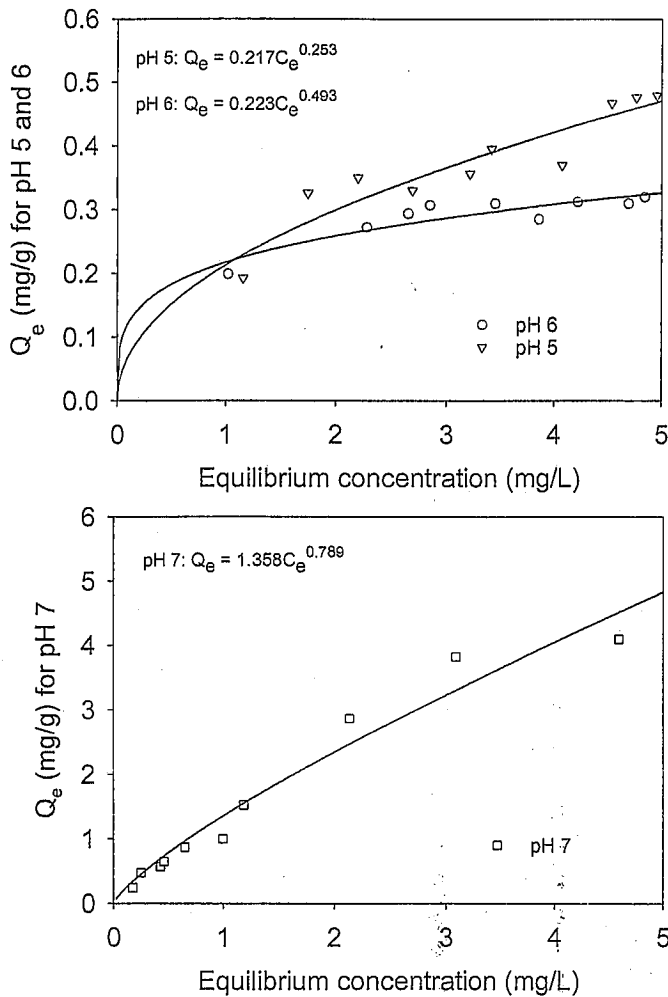 0.6
0.5
0.4
0.3
0.2
0.1
0.0
Qe (mg/g) for pH 5 and 6
pH 5: Qe = 0.217Ce^0.253
pH 6: Qe = 0.223Ce^0.493
pH 6
pH 5
0 1 2 3 4 5
Equilibrium concentration (mg/L)
6
5
4
3
2
1
0
Qe (mg/g) for pH 7
pH 7: Qe = 1.358Ce^0.789
pH 7
0 1 2 3 4 5
Equilibrium concentration (mg/L)